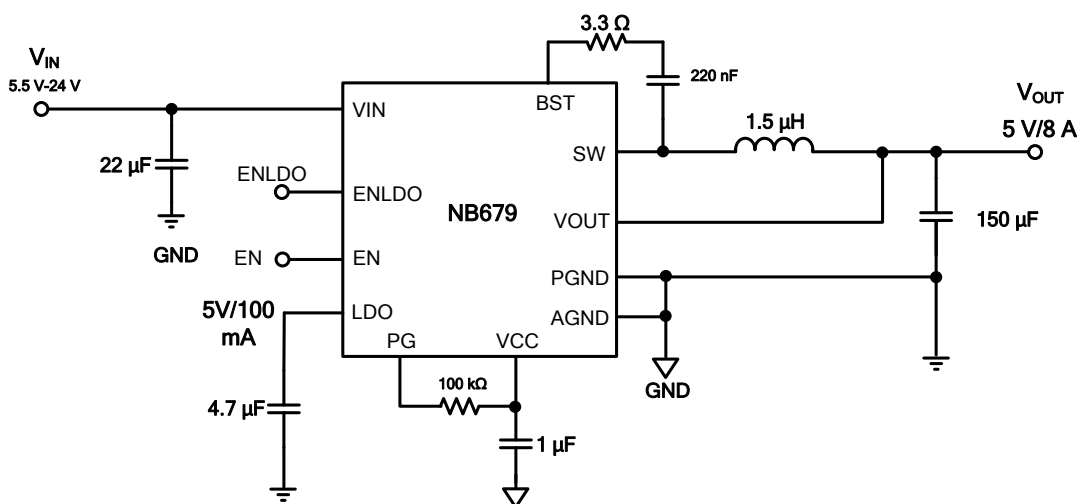 3.3 Ω
V_IN
5.5 V-24 V
220 nF
VIN
BST
V_OUT
5 V/8 A
1.5 µH
22 µF
SW
ENLDO
ENLDO
NB679
VOUT
150 µF
GND
EN
EN
PGND
5V/100
mA
LDO
AGND
PG
VCC
GND
100 kΩ
4.7 µF
1 µF